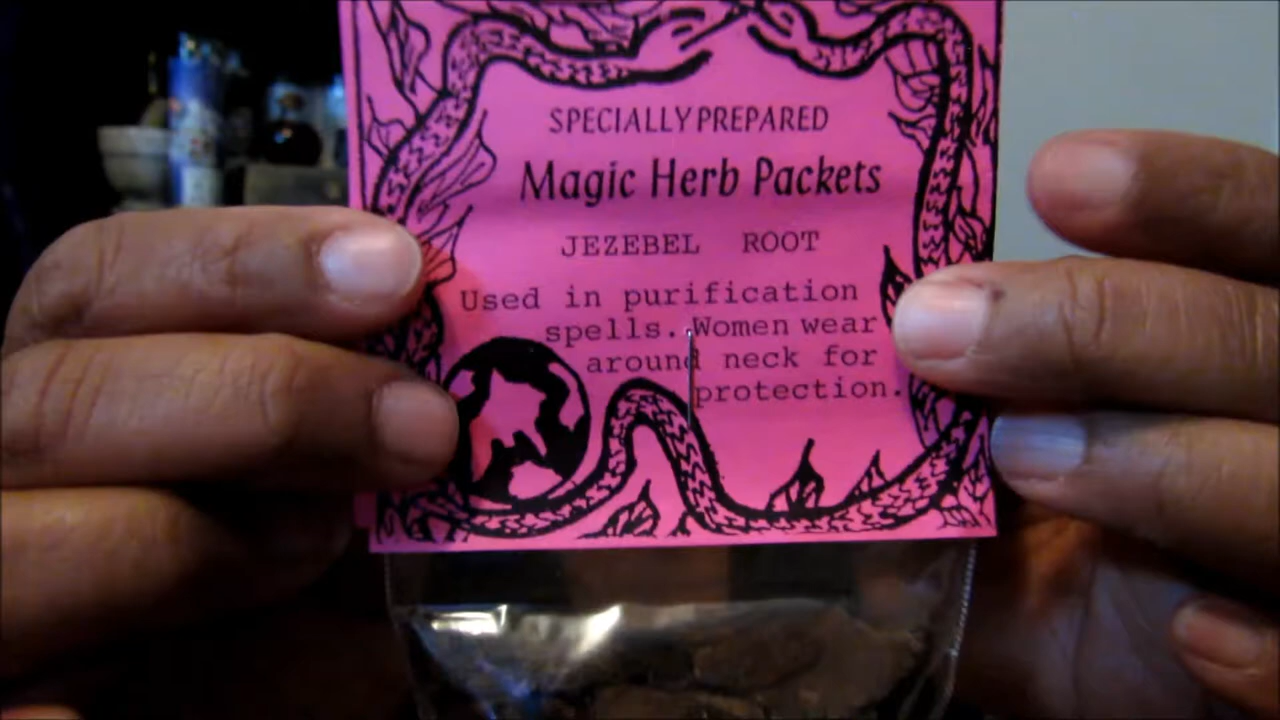 SPECIALLY PREPARED
Magic Herb Packets
JEZEBEL ROOT
Used in purification
spells. Women wear
around neck for
protection.